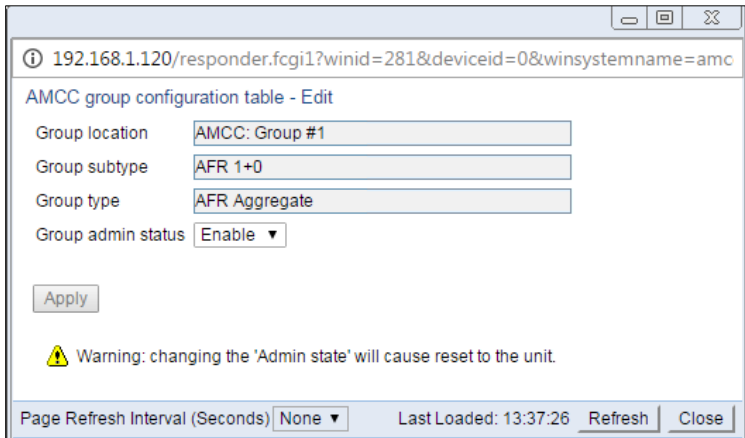 192.168.1.120/responder.fcgi1?winid=281&deviceid=0&winsystemname=amc
AMCC group configuration table - Edit
Group location AMCC: Group #1
Group subtype AFR 1+0
Group type AFR Aggregate
Group admin status Enable
Apply
Warning: changing the 'Admin state' will cause reset to the unit.
Page Refresh Interval (Seconds) None Last Loaded: 13:37:26 Refresh Close